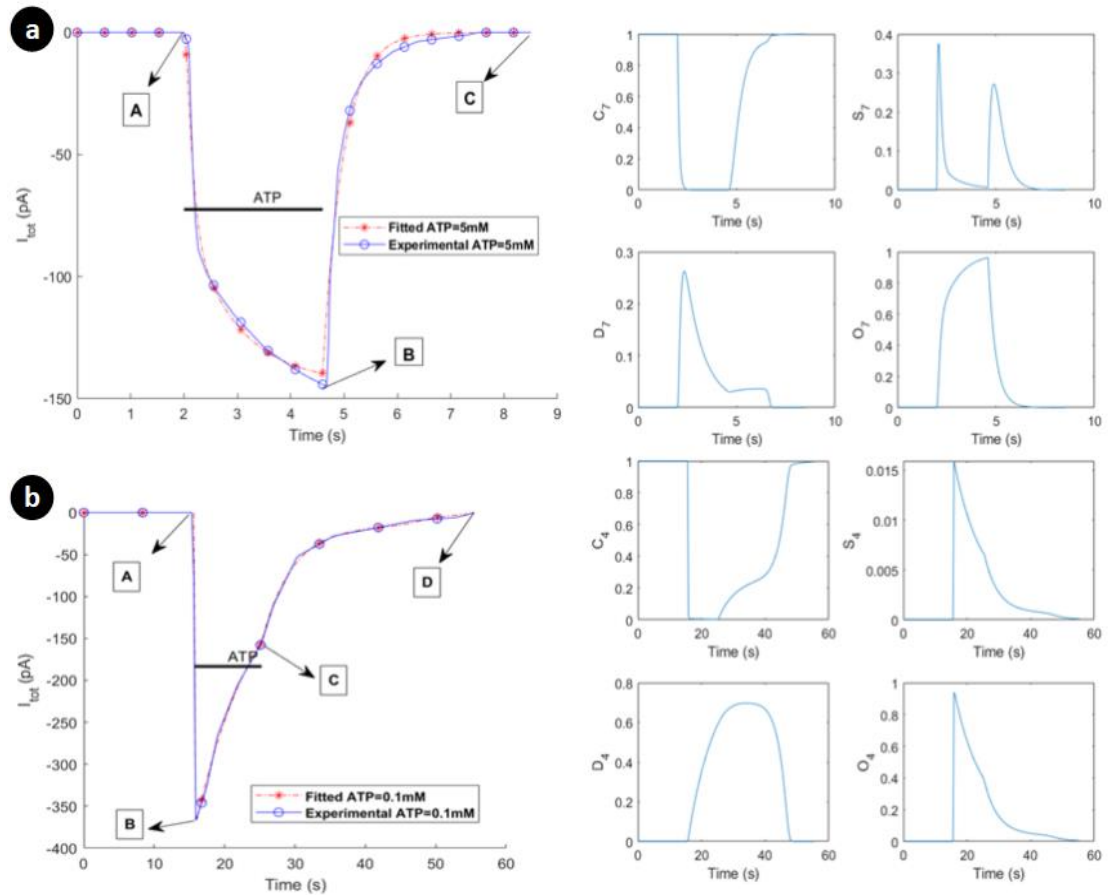 a
0
-50
-100
-150
I_tot (pA)
0 1 2 3 4 5 6 7 8 9
Time (s)
A
B
C
ATP
Fitted ATP=5mM
Experimental ATP=5mM
1
0.8
0.6
0.4
0.2
0
C_7
0 5 10
Time (s)
0.4
0.3
0.2
0.1
0
S_7
0 5 10
Time (s)
0.3
0.2
0.1
0
D_7
0 5 10
Time (s)
1
0.8
0.6
0.4
0.2
0
O_7
0 5 10
Time (s)
b
0
-50
-100
-150
-200
-250
-300
-350
-400
I_tot (pA)
0 10 20 30 40 50 60
Time (s)
A
B
C
D
ATP
Fitted ATP=0.1mM
Experimental ATP=0.1mM
1
0.8
0.6
0.4
0.2
0
C_4
0 20 40 60
Time (s)
0.015
0.01
0.005
0
S_4
0 20 40 60
Time (s)
0.8
0.6
0.4
0.2
0
D_4
0 20 40 60
Time (s)
1
0.8
0.6
0.4
0.2
0
O_4
0 20 40 60
Time (s)